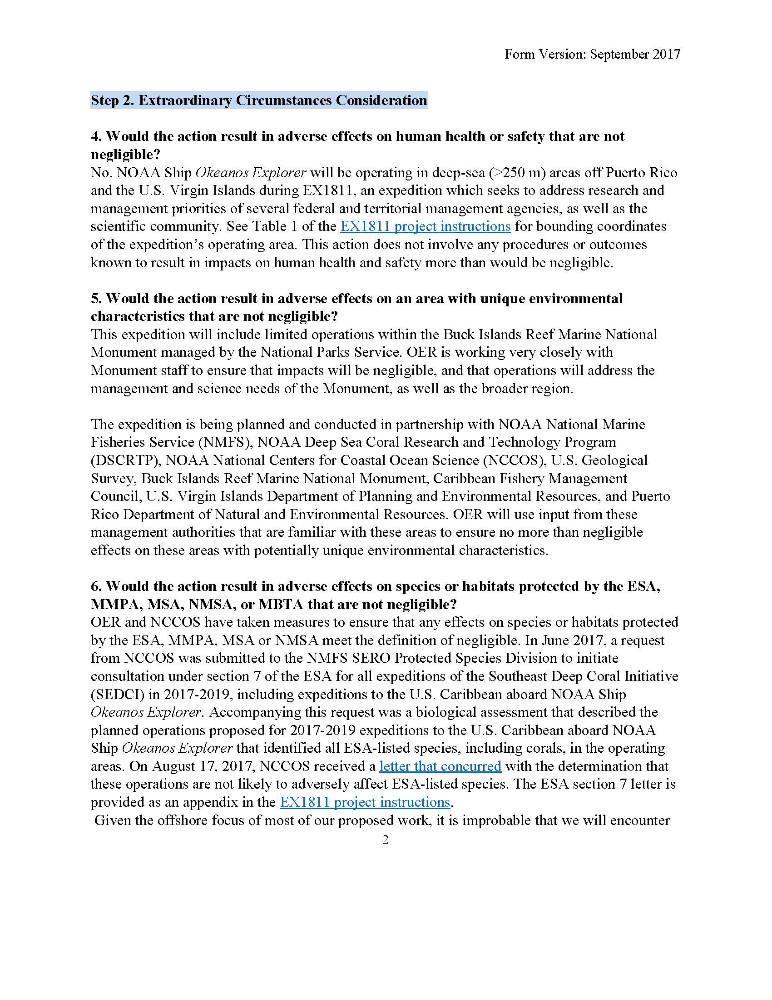 Form Version: September 2017
Step 2. Extraordinary Circumstances Consideration
4. Would the action result in adverse effects on human health or safety that are not
negligible?
No. NOAA Ship Okeanos Explorer will be operating in deep-sea (>250 m) areas off Puerto Rico
and the U.S. Virgin Islands during EX1811, an expedition which seeks to address research and
management priorities of several federal and territorial management agencies, as well as the
scientific community. See Table 1 of the EX1811 project instructions for bounding coordinates
of the expedition’s operating area. This action does not involve any procedures or outcomes
known to result in impacts on human health and safety more than would be negligible.
5. Would the action result in adverse effects on an area with unique environmental
characteristics that are not negligible?
This expedition will include limited operations within the Buck Islands Reef Marine National
Monument managed by the National Parks Service. OER is working very closely with
Monument staff to ensure that impacts will be negligible, and that operations will address the
management and science needs of the Monument, as well as the broader region.
The expedition is being planned and conducted in partnership with NOAA National Marine
Fisheries Service (NMFS), NOAA Deep Sea Coral Research and Technology Program
(DSCRTP), NOAA National Centers for Coastal Ocean Science (NCCOS), U.S. Geological
Survey, Buck Islands Reef Marine National Monument, Caribbean Fishery Management
Council, U.S. Virgin Islands Department of Planning and Environmental Resources, and Puerto
Rico Department of Natural and Environmental Resources. OER will use input from these
management authorities that are familiar with these areas to ensure no more than negligible
effects on these areas with potentially unique environmental characteristics.
6. Would the action result in adverse effects on species or habitats protected by the ESA,
MMPA, MSA, NMSA, or MBTA that are not negligible?
OER and NCCOS have taken measures to ensure that any effects on species or habitats protected
by the ESA, MMPA, MSA or NMSA meet the definition of negligible. In June 2017, a request
from NCCOS was submitted to the NMFS SERO Protected Species Division to initiate
consultation under section 7 of the ESA for all expeditions of the Southeast Deep Coral Initiative
(SEDCI) in 2017-2019, including expeditions to the U.S. Caribbean aboard NOAA Ship
Okeanos Explorer. Accompanying this request was a biological assessment that described the
planned operations proposed for 2017-2019 expeditions to the U.S. Caribbean aboard NOAA
Ship Okeanos Explorer that identified all ESA-listed species, including corals, in the operating
areas. On August 17, 2017, NCCOS received a letter that concurred with the determination that
these operations are not likely to adversely affect ESA-listed species. The ESA section 7 letter is
provided as an appendix in the EX1811 project instructions.
Given the offshore focus of most of our proposed work, it is improbable that we will encounter
2